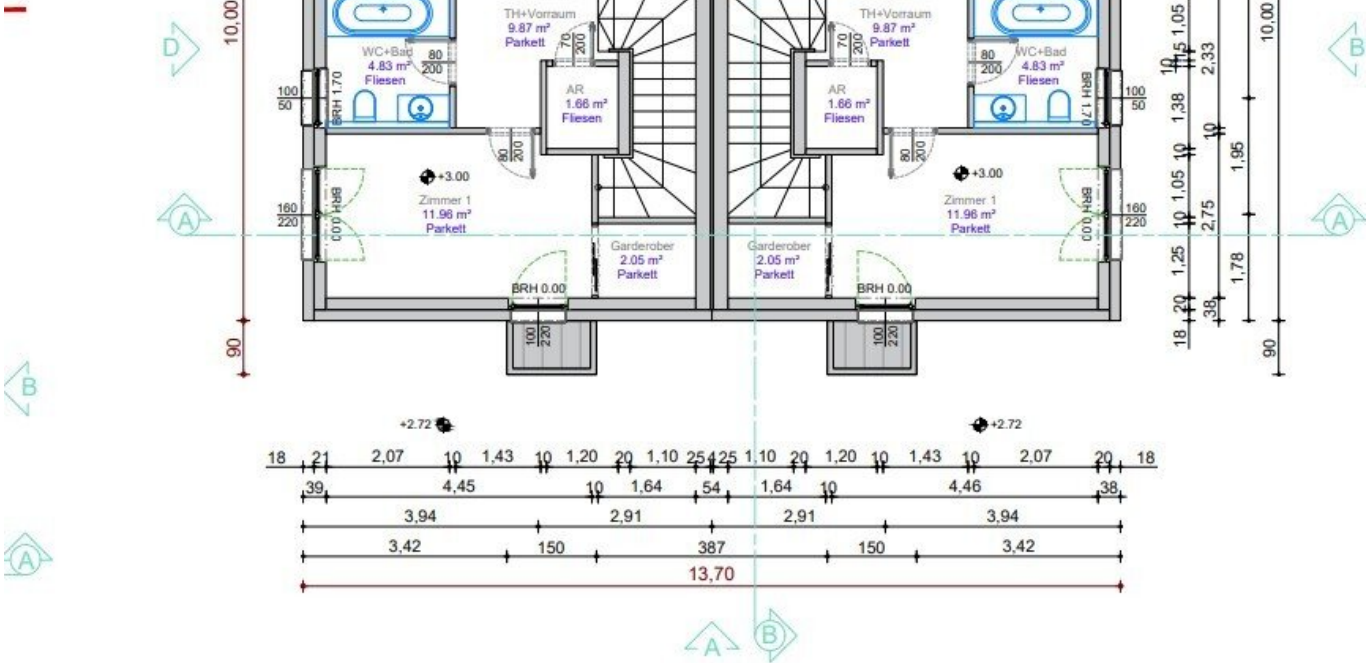 10,00
TH+Vorraum
9.87 m²
Parkett
70
200
TH+Vorraum
9.87 m²
Parkett
70
200
1,05
10,00
D
WC+Bad
4.83 m²
Fliesen
80
200
80
200
WC+Bad
4.83 m²
Fliesen
15
10
2,33
B
100
50
BRH 1.70
AR
1.66 m²
Fliesen
AR
1.66 m²
Fliesen
BRH 1.70
100
50
1,38
10
80
200
80
200
10
1,95
+3.00
+3.00
Zimmer 1
11.96 m²
Parkett
Zimmer 1
11.96 m²
Parkett
A
160
220
BRH 0.00
BRH 0.00
160
220
1,05
10
2,75
A
Garderober
2.05 m²
Parkett
Garderober
2.05 m²
Parkett
1,25
1,78
BRH 0.00
BRH 0.00
20
38
18
100
220
100
220
90
90
B
+2.72
+2.72
18 21 2,07 10 1,43 10 1,20 20 1,10 25 4 25 1,10 20 1,20 10 1,43 10 2,07 20 18
39 4,45 10 1,64 54 1,64 10 4,46 38
3,94 2,91 2,91 3,94
A
3,42 150 387 150 3,42
13,70
A B